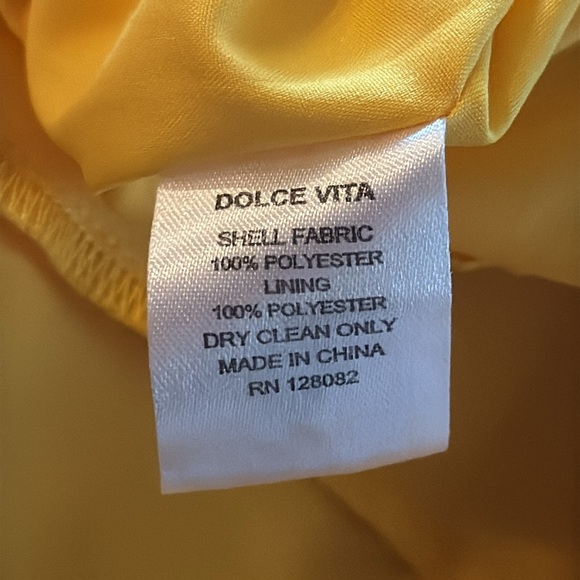 DOLCE VITA
SHELL FABRIC
100% POLYESTER
LINING
100% POLYESTER
DRY CLEAN ONLY
MADE IN CHINA
RN 128082